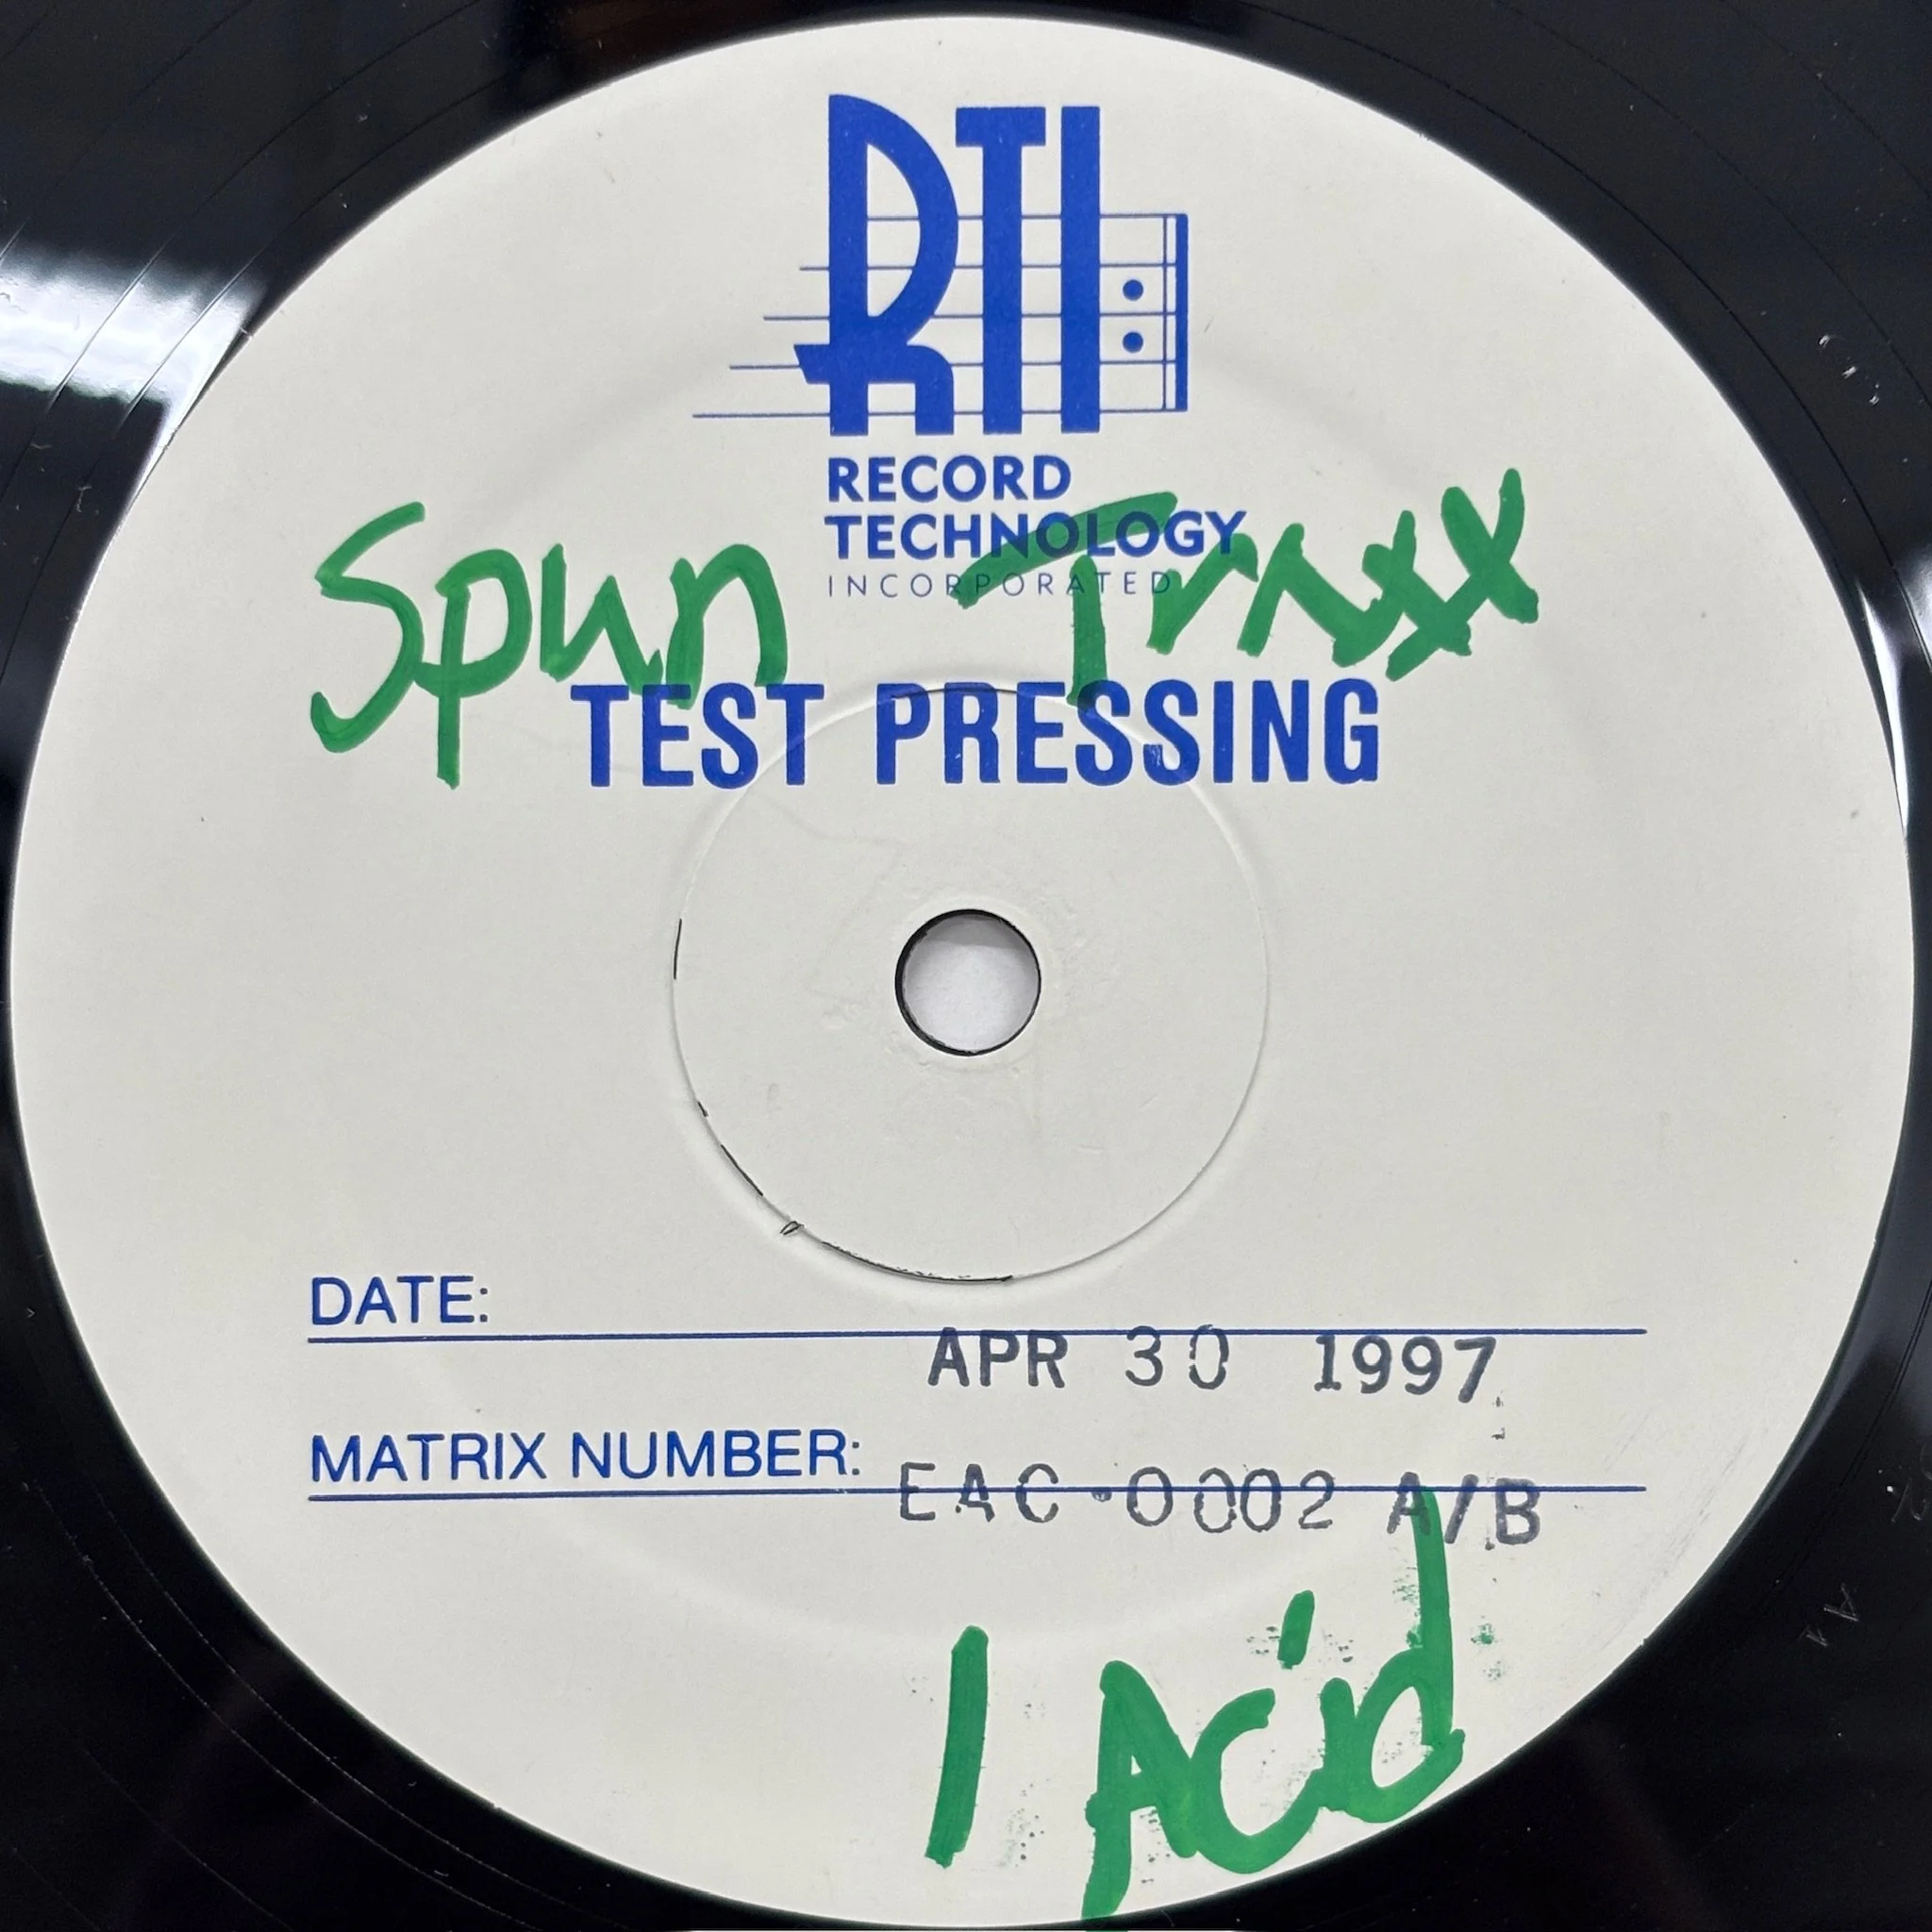 RTI
RECORD
TECHNOLOGY
INCORPORATED
Spun Traxx
TEST PRESSING
DATE: APR 30 1997
MATRIX NUMBER: EAC-0002 A/B
1 Acid